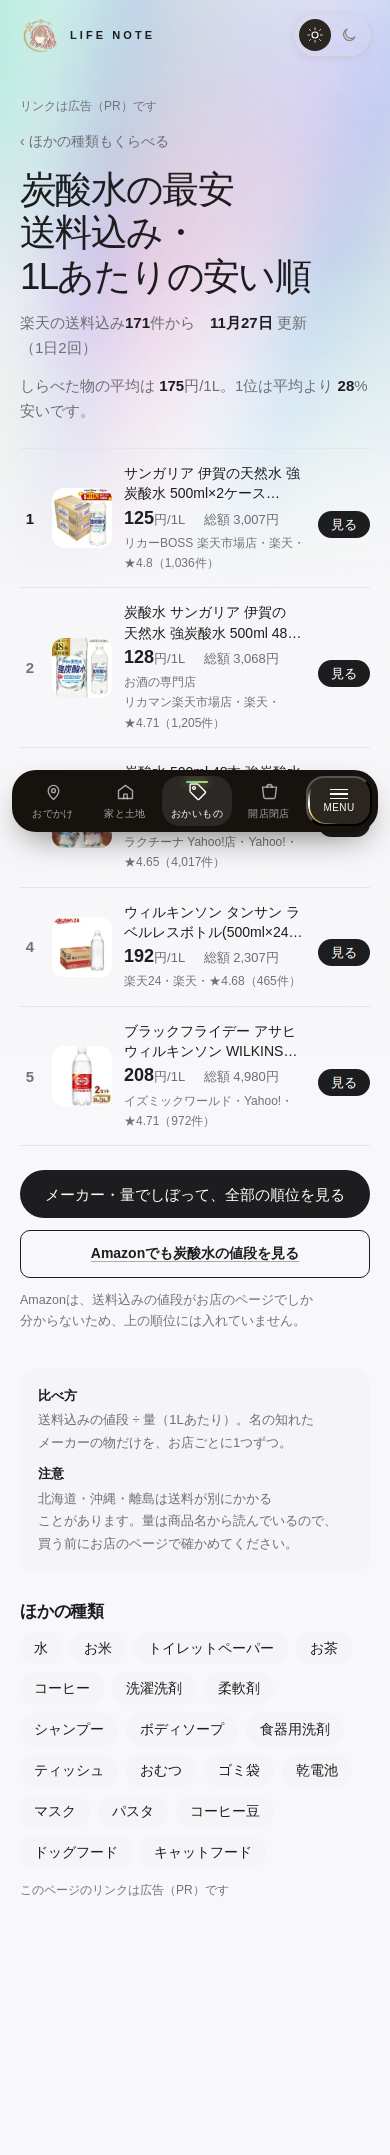 LIFE NOTE
リンクは広告（PR）です
‹ ほかの種類もくらべる
炭酸水の最安
送料込み・
1Lあたりの安い順
楽天の送料込み171件から　11月27日 更新
（1日2回）
しらべた物の平均は 175円/1L。1位は平均より 28%
安いです。
1
サンガリア 伊賀の天然水 強
炭酸水 500ml×2ケース…
125円/1L 総額 3,007円
リカーBOSS 楽天市場店・楽天・
★4.8（1,036件）
見る
2
炭酸水 サンガリア 伊賀の
天然水 強炭酸水 500ml 48…
128円/1L 総額 3,068円
お酒の専門店
リカマン楽天市場店・楽天・
★4.71（1,205件）
見る
おでかけ
家と土地
おかいもの
開店閉店
MENU
ラクチーナ Yahoo!店・Yahoo!・
★4.65（4,017件）
4
ウィルキンソン タンサン ラ
ベルレスボトル(500ml×24…
192円/1L 総額 2,307円
楽天24・楽天・★4.68（465件）
見る
5
ブラックフライデー アサヒ
ウィルキンソン WILKINS…
208円/1L 総額 4,980円
イズミックワールド・Yahoo!・
★4.71（972件）
見る
メーカー・量でしぼって、全部の順位を見る
Amazonでも炭酸水の値段を見る
Amazonは、送料込みの値段がお店のページでしか
分からないため、上の順位には入れていません。
比べ方
送料込みの値段 ÷ 量（1Lあたり）。名の知れた
メーカーの物だけを、お店ごとに1つずつ。
注意
北海道・沖縄・離島は送料が別にかかる
ことがあります。量は商品名から読んでいるので、
買う前にお店のページで確かめてください。
ほかの種類
水 お米 トイレットペーパー お茶
コーヒー 洗濯洗剤 柔軟剤
シャンプー ボディソープ 食器用洗剤
ティッシュ おむつ ゴミ袋 乾電池
マスク パスタ コーヒー豆
ドッグフード キャットフード
このページのリンクは広告（PR）です